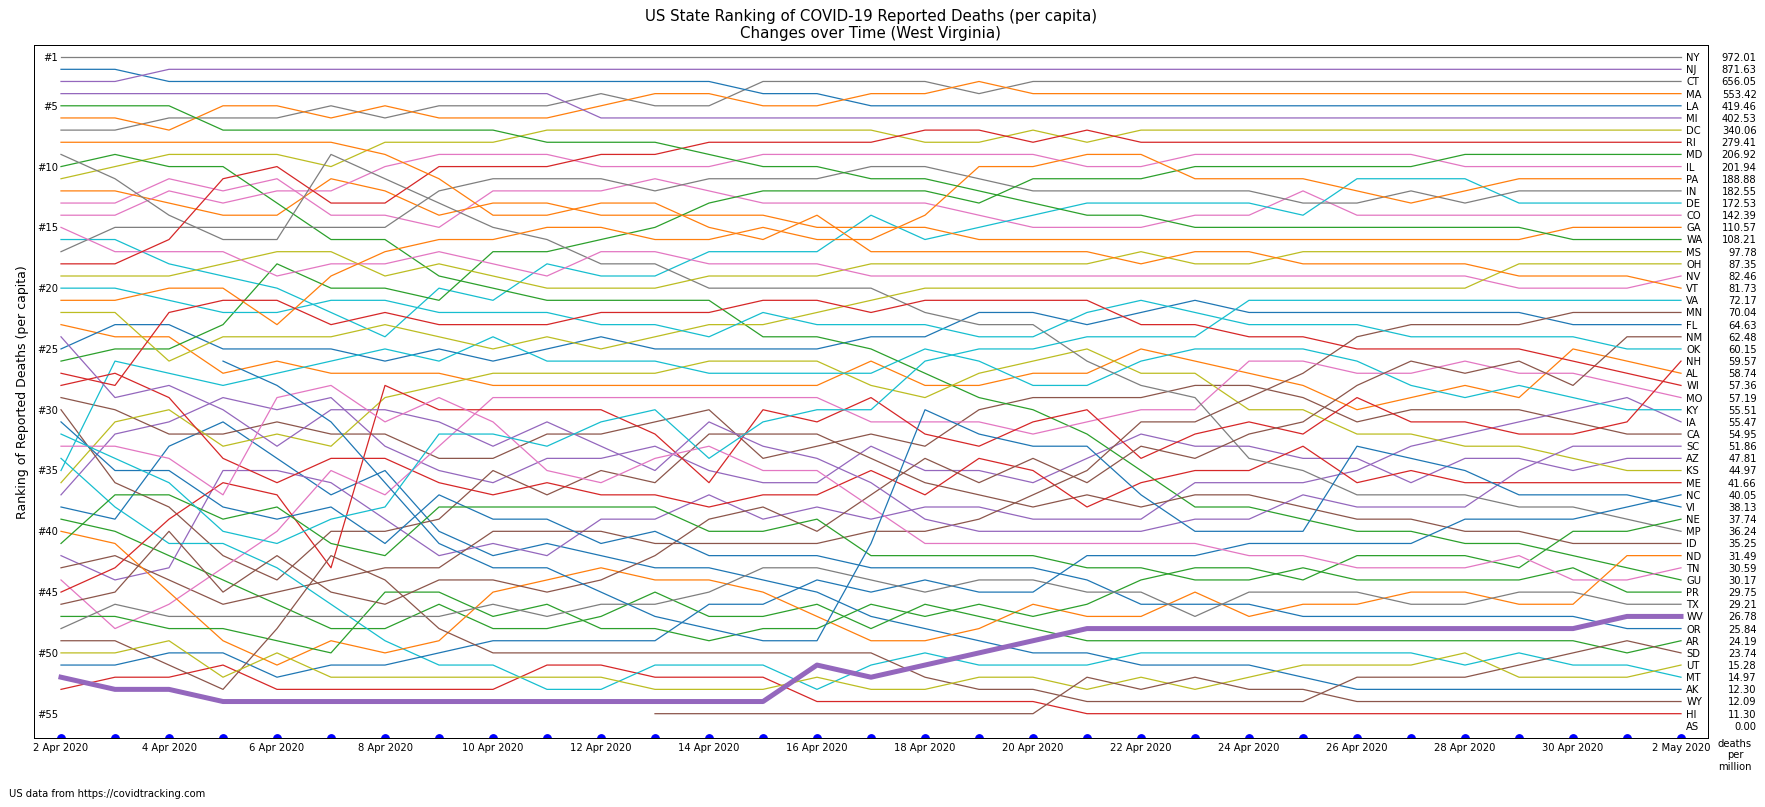 US State Ranking of COVID-19 Reported Deaths (per capita)
Changes over Time (West Virginia)
Ranking of Reported Deaths (per capita)
#1
#5
#10
#15
#20
#25
#30
#35
#40
#45
#50
#55
NY 972.01
NJ 871.63
CT 656.05
MA 553.42
LA 419.46
MI 402.53
DC 340.06
RI 279.41
MD 206.92
IL 201.94
PA 188.88
IN 182.55
DE 172.53
CO 142.39
GA 110.57
WA 108.21
MS 97.78
OH 87.35
NV 82.46
VT 81.73
VA 72.17
MN 70.04
FL 64.63
NM 62.48
OK 60.15
NH 59.57
AL 58.74
WI 57.36
MO 57.19
KY 55.51
IA 55.47
CA 54.95
SC 51.86
AZ 47.81
KS 44.97
ME 41.66
NC 40.05
VI 38.13
NE 37.74
MP 36.24
ID 35.25
ND 31.49
TN 30.59
GU 30.17
PR 29.75
TX 29.21
WV 26.78
OR 25.84
AR 24.19
SD 23.74
UT 15.28
MT 14.97
AK 12.30
WY 12.09
HI 11.30
AS 0.00
2 Apr 2020 4 Apr 2020 6 Apr 2020 8 Apr 2020 10 Apr 2020 12 Apr 2020 14 Apr 2020 16 Apr 2020 18 Apr 2020 20 Apr 2020 22 Apr 2020 24 Apr 2020 26 Apr 2020 28 Apr 2020 30 Apr 2020 2 May 2020
deaths
per
million
US data from https://covidtracking.com